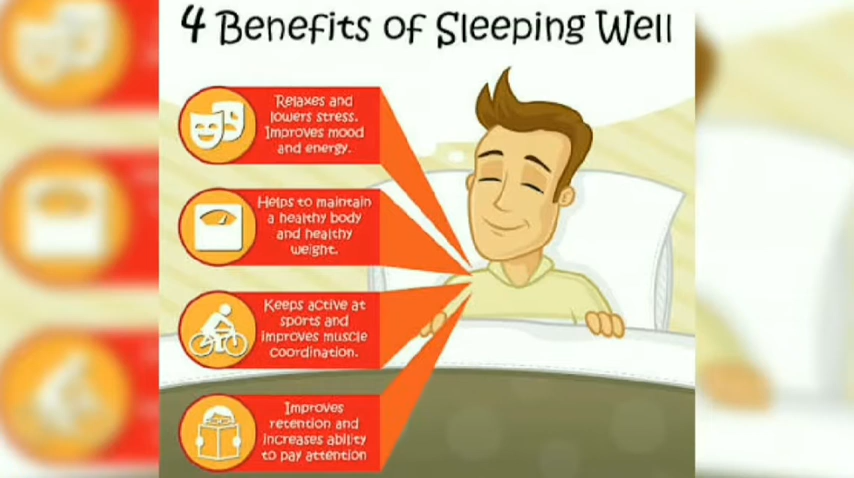 4 Benefits of Sleeping Well
Relaxes and
lowers stress.
Improves mood
and energy.
Helps to maintain
a healthy body
and healthy
weight.
Keeps active at
sports and
improves muscle
coordination.
Improves
retention and
increases ability
to pay attention